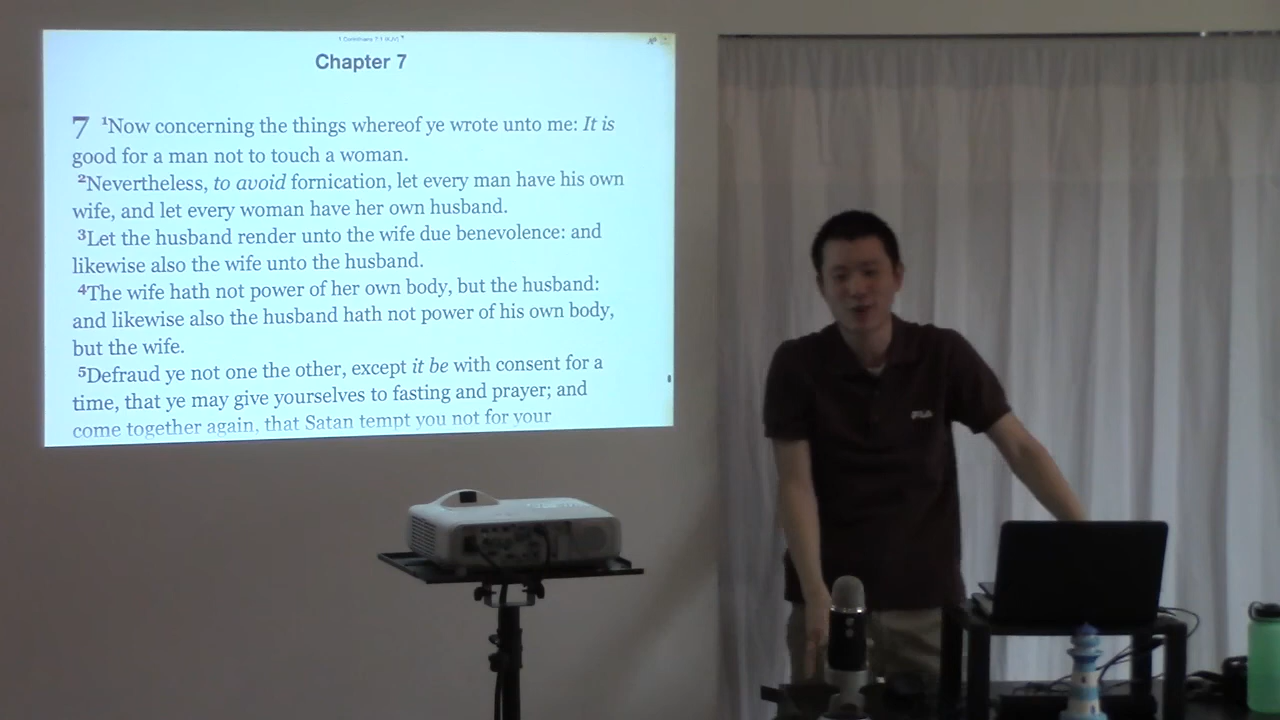 1 Corinthians 7:1 (KJV)
Chapter 7
7 ¹Now concerning the things whereof ye wrote unto me: It is
good for a man not to touch a woman.
²Nevertheless, to avoid fornication, let every man have his own
wife, and let every woman have her own husband.
³Let the husband render unto the wife due benevolence: and
likewise also the wife unto the husband.
⁴The wife hath not power of her own body, but the husband:
and likewise also the husband hath not power of his own body,
but the wife.
⁵Defraud ye not one the other, except it be with consent for a
time, that ye may give yourselves to fasting and prayer; and
come together again, that Satan tempt you not for your
FILA